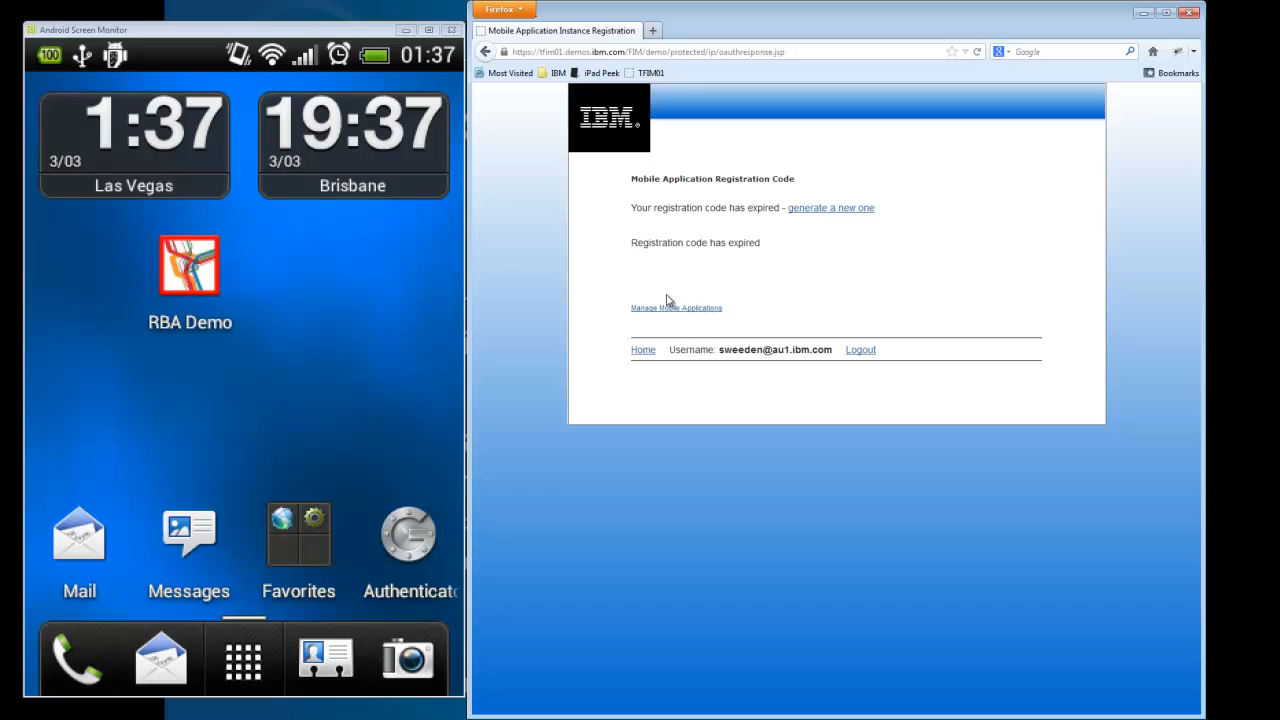 Android Screen Monitor
100
01:37
1:37
3/03
Las Vegas
19:37
3/03
Brisbane
RBA Demo
Mail
Messages
Favorites
Authenticato
Firefox
Mobile Application Instance Registration
https://tfim01.demos.ibm.com/FIM/demo/protected/ip/oauthresponse.jsp
Google
Most Visited IBM iPad Peek TFIM01
Bookmarks
IBM
Mobile Application Registration Code
Your registration code has expired - generate a new one
Registration code has expired
Manage Mobile Applications
Home Username: sweeden@au1.ibm.com Logout